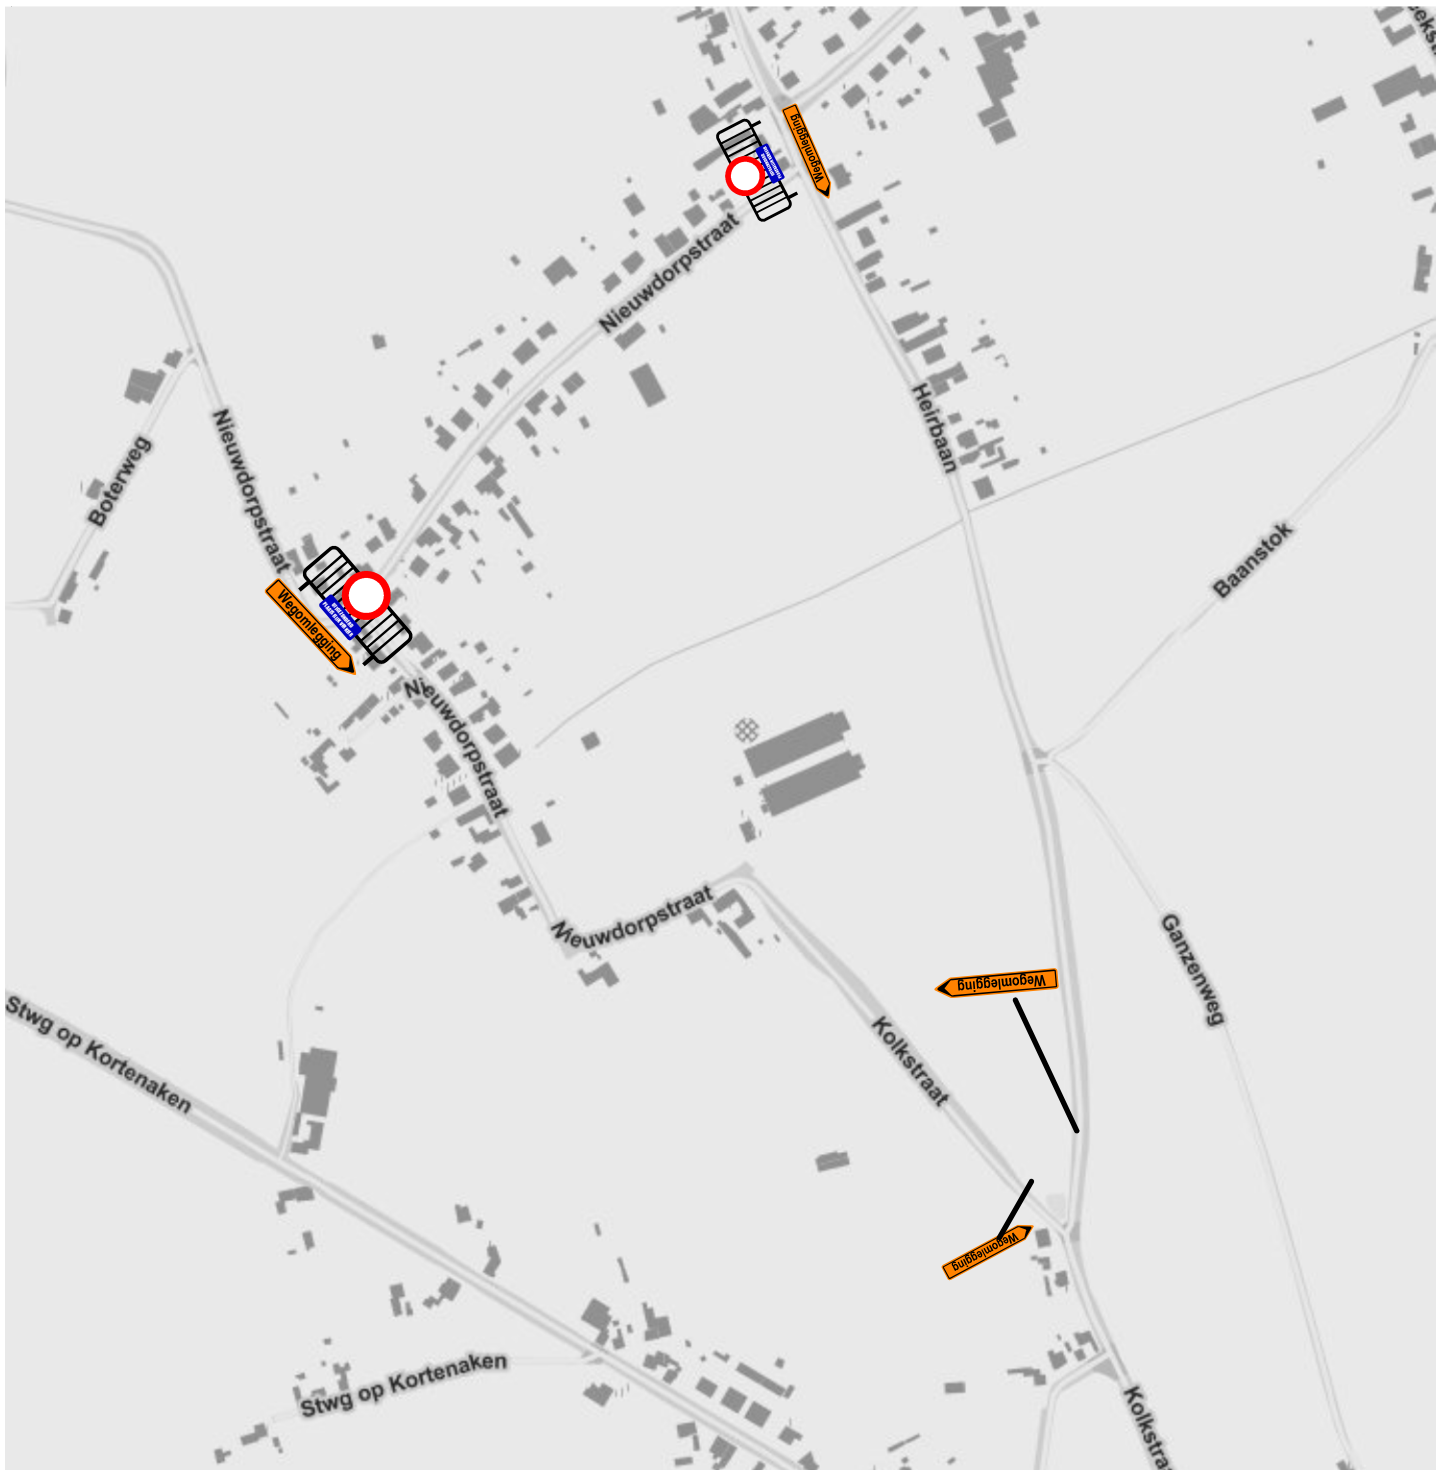 Wegomlegging
Nieuwdorpstraat
Heirbaan
Nieuwdorpstraat
Boterweg
Baanstok
Wegomlegging
Nieuwdorpstraat
Nieuwdorpstraat
Ganzenweg
Wegomlegging
Stwg op Kortenaken
Kolkstraat
Wegomlegging
Stwg op Kortenaken
Kolkstra